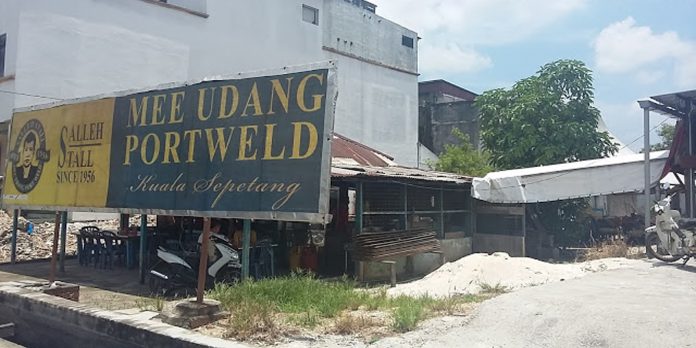 SALLEH
STALL
SINCE 1956
MEE UDANG
PORTWELD
Kuala Sepetang